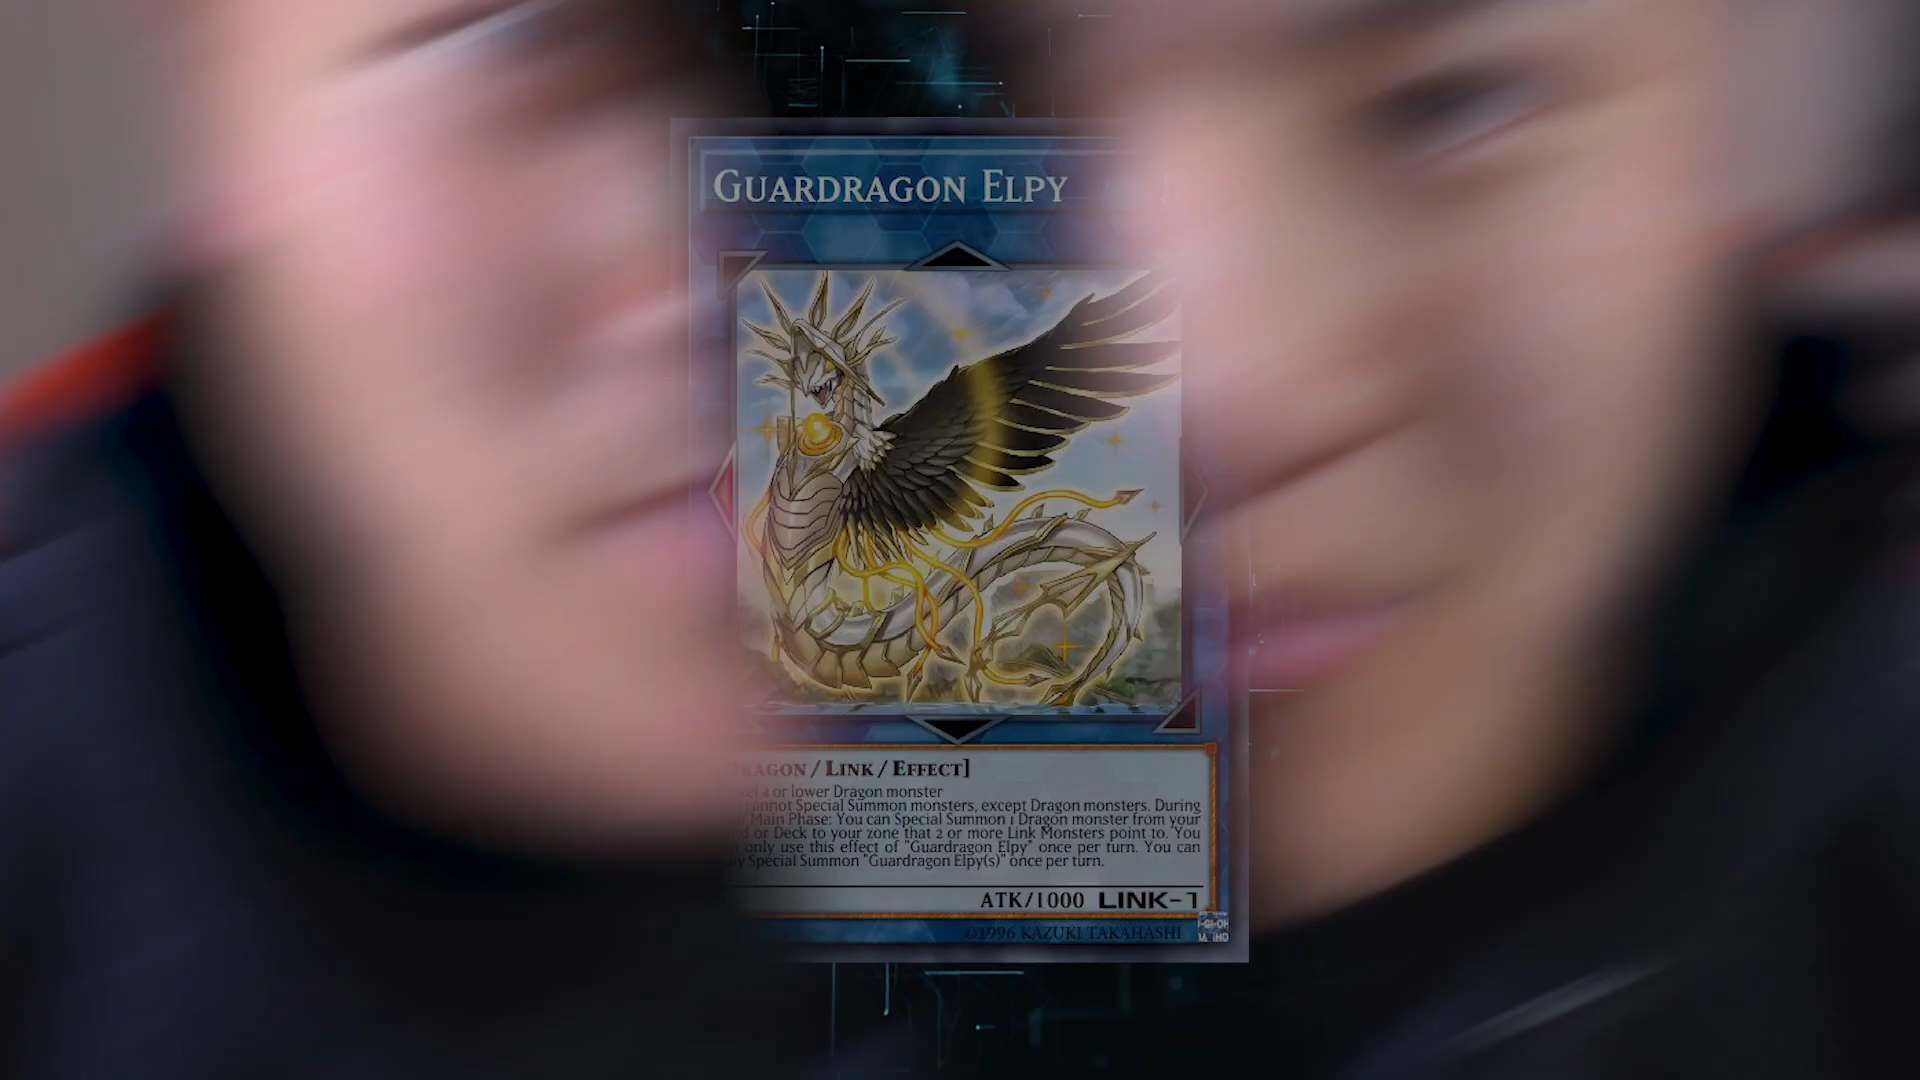 GUARDRAGON ELPY
DRAGON / LINK / EFFECT]
4 or lower Dragon monster
cannot Special Summon monsters, except Dragon monsters. During
Main Phase: You can Special Summon 1 Dragon monster from your
or Deck to your zone that 2 or more Link Monsters point to. You
only use this effect of "Guardragon Elpy" once per turn. You can
Special Summon "Guardragon Elpy(s)" once per turn.
ATK/1000 LINK-1
©1996 KAZUKI TAKAHASHI